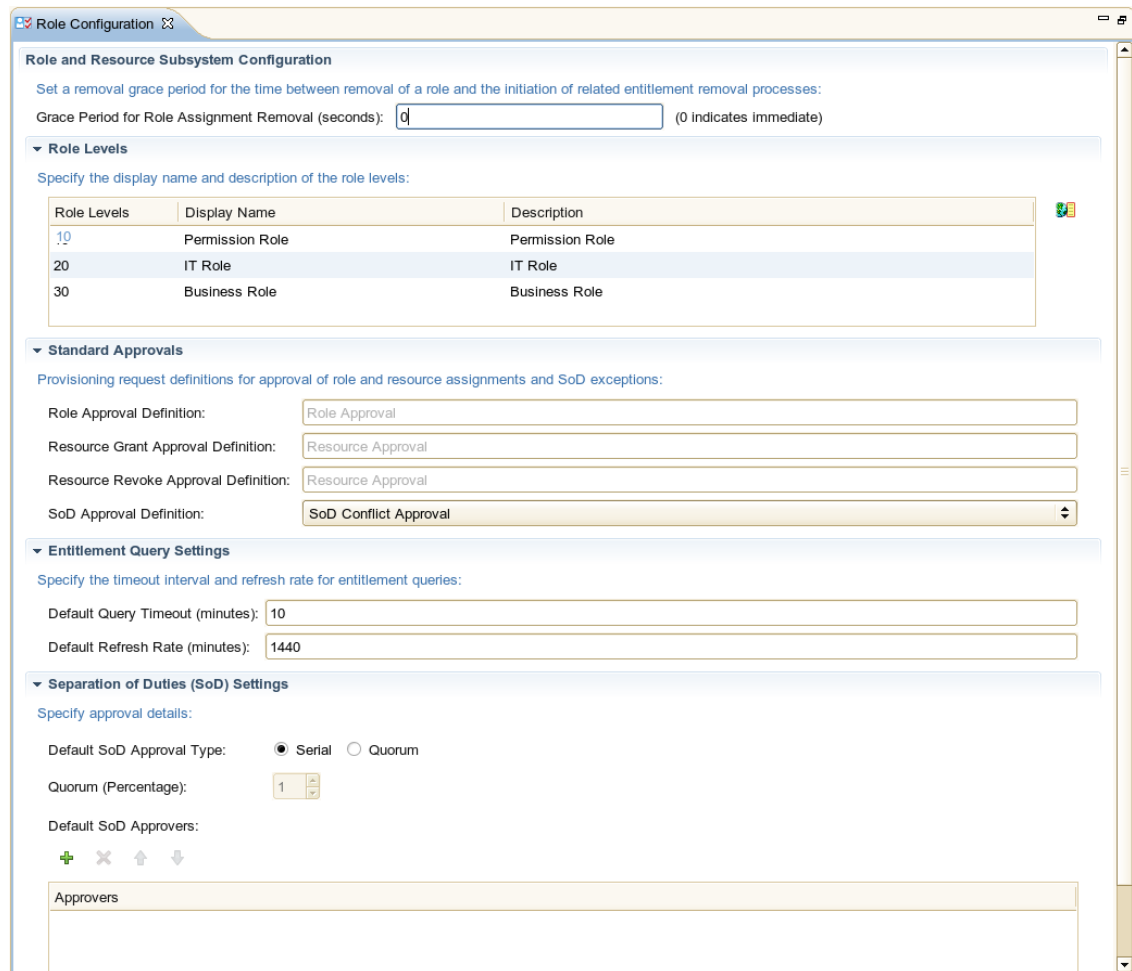 Role Configuration
Role and Resource Subsystem Configuration
Set a removal grace period for the time between removal of a role and the initiation of related entitlement removal processes:
Grace Period for Role Assignment Removal (seconds): 0 (0 indicates immediate)
Role Levels
Specify the display name and description of the role levels:
Role Levels Display Name Description
10 Permission Role Permission Role
20 IT Role IT Role
30 Business Role Business Role
Standard Approvals
Provisioning request definitions for approval of role and resource assignments and SoD exceptions:
Role Approval Definition: Role Approval
Resource Grant Approval Definition: Resource Approval
Resource Revoke Approval Definition: Resource Approval
SoD Approval Definition: SoD Conflict Approval
Entitlement Query Settings
Specify the timeout interval and refresh rate for entitlement queries:
Default Query Timeout (minutes): 10
Default Refresh Rate (minutes): 1440
Separation of Duties (SoD) Settings
Specify approval details:
Default SoD Approval Type: Serial Quorum
Quorum (Percentage): 1
Default SoD Approvers:
Approvers